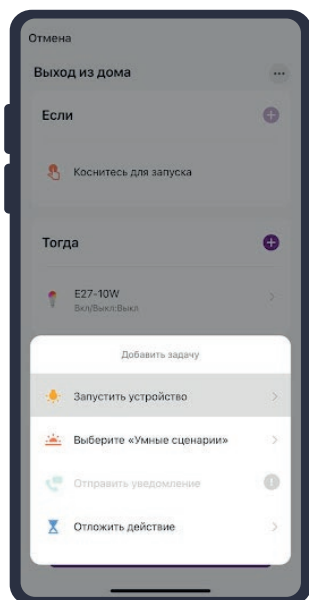 Отмена
Выход из дома
Если
Коснитесь для запуска
Тогда
E27-10W
Вкл/Выкл:Выкл
Добавить задачу
Запустить устройство
Выберите «Умные сценарии»
Отправить уведомление
Отложить действие